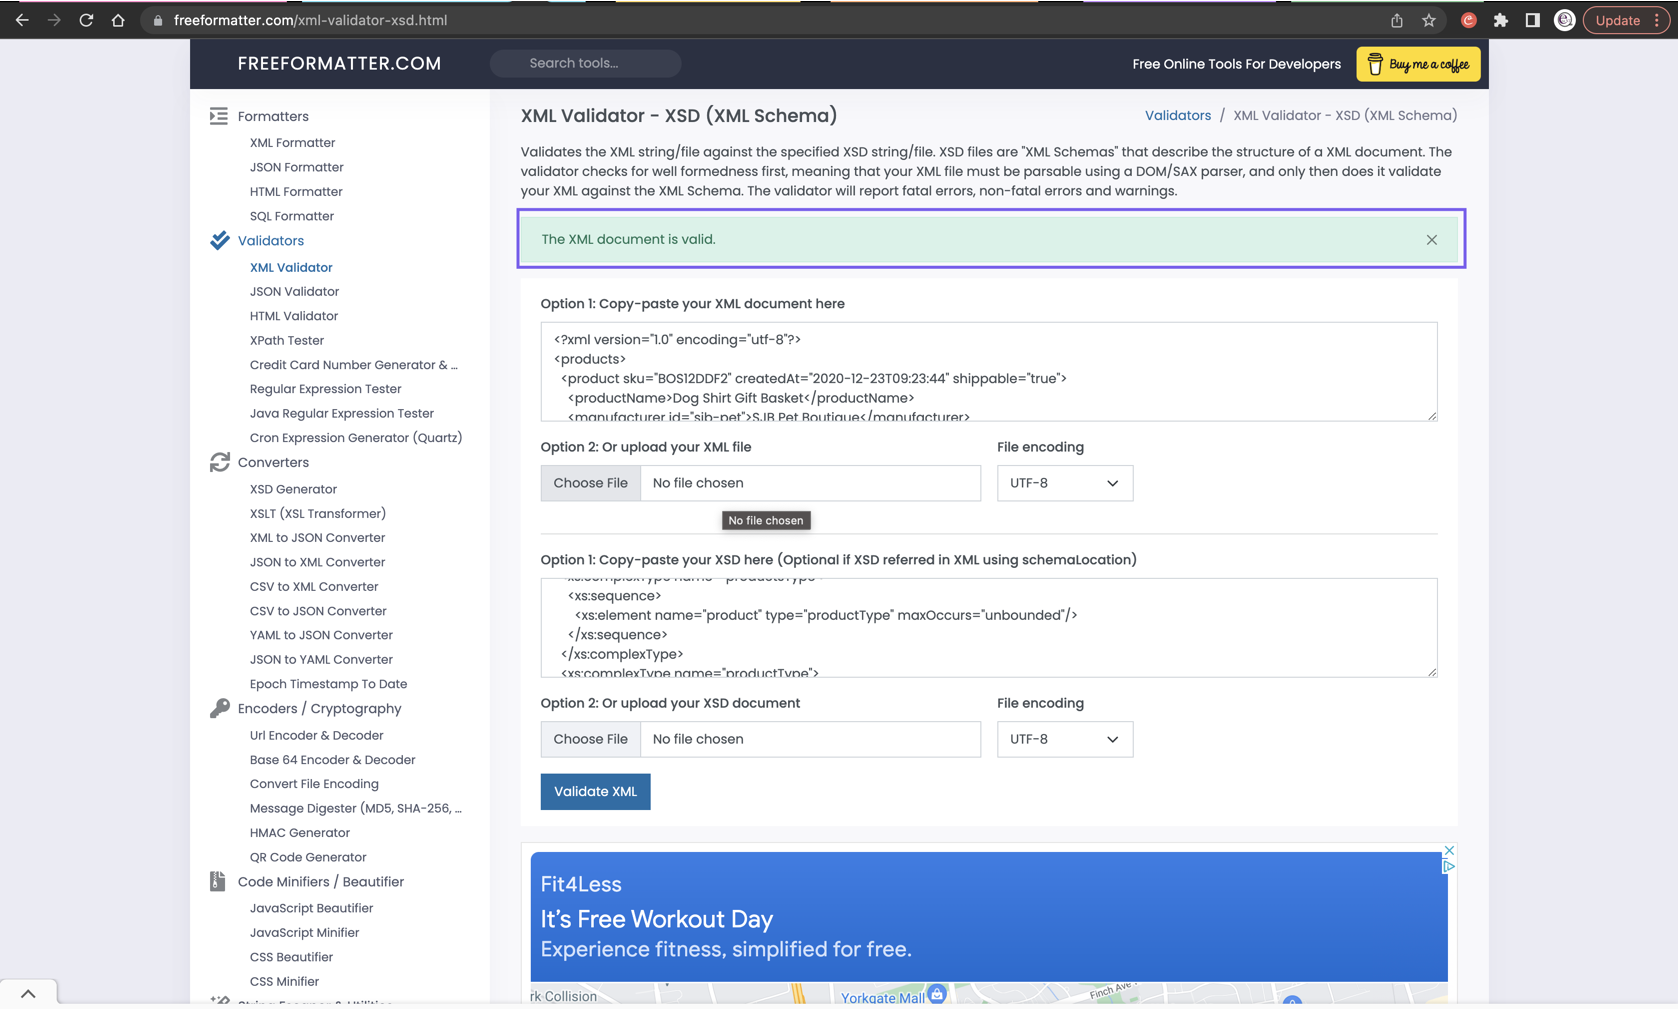 freeformatter.com/xml-validator-xsd.html
Update
FREEFORMATTER.COM
Search tools...
Free Online Tools For Developers
Buy me a coffee
Formatters
XML Formatter
JSON Formatter
HTML Formatter
SQL Formatter
Validators
XML Validator
JSON Validator
HTML Validator
XPath Tester
Credit Card Number Generator & ...
Regular Expression Tester
Java Regular Expression Tester
Cron Expression Generator (Quartz)
Converters
XSD Generator
XSLT (XSL Transformer)
XML to JSON Converter
JSON to XML Converter
CSV to XML Converter
CSV to JSON Converter
YAML to JSON Converter
JSON to YAML Converter
Epoch Timestamp To Date
Encoders / Cryptography
Url Encoder & Decoder
Base 64 Encoder & Decoder
Convert File Encoding
Message Digester (MD5, SHA-256, ...
HMAC Generator
QR Code Generator
Code Minifiers / Beautifier
JavaScript Beautifier
JavaScript Minifier
CSS Beautifier
CSS Minifier
XML Validator - XSD (XML Schema)
Validators / XML Validator - XSD (XML Schema)
Validates the XML string/file against the specified XSD string/file. XSD files are "XML Schemas" that describe the structure of a XML document. The
validator checks for well formedness first, meaning that your XML file must be parsable using a DOM/SAX parser, and only then does it validate
your XML against the XML Schema. The validator will report fatal errors, non-fatal errors and warnings.
The XML document is valid.
Option 1: Copy-paste your XML document here
<?xml version="1.0" encoding="utf-8"?>
<products>
<product sku="BOS12DDF2" createdAt="2020-12-23T09:23:44" shippable="true">
<productName>Dog Shirt Gift Basket</productName>
<manufacturer id="sjb-pet">SJB Pet Boutique</manufacturer>
Option 2: Or upload your XML file
File encoding
Choose File No file chosen
UTF-8
No file chosen
Option 1: Copy-paste your XSD here (Optional if XSD referred in XML using schemaLocation)
<xs:complexType name="productsType">
<xs:sequence>
<xs:element name="product" type="productType" maxOccurs="unbounded"/>
</xs:sequence>
</xs:complexType>
<xs:complexType name="productType">
Option 2: Or upload your XSD document
File encoding
Choose File No file chosen
UTF-8
Validate XML
Fit4Less
It's Free Workout Day
Experience fitness, simplified for free.
rk Collision
Yorkgate Mall
Finch Ave